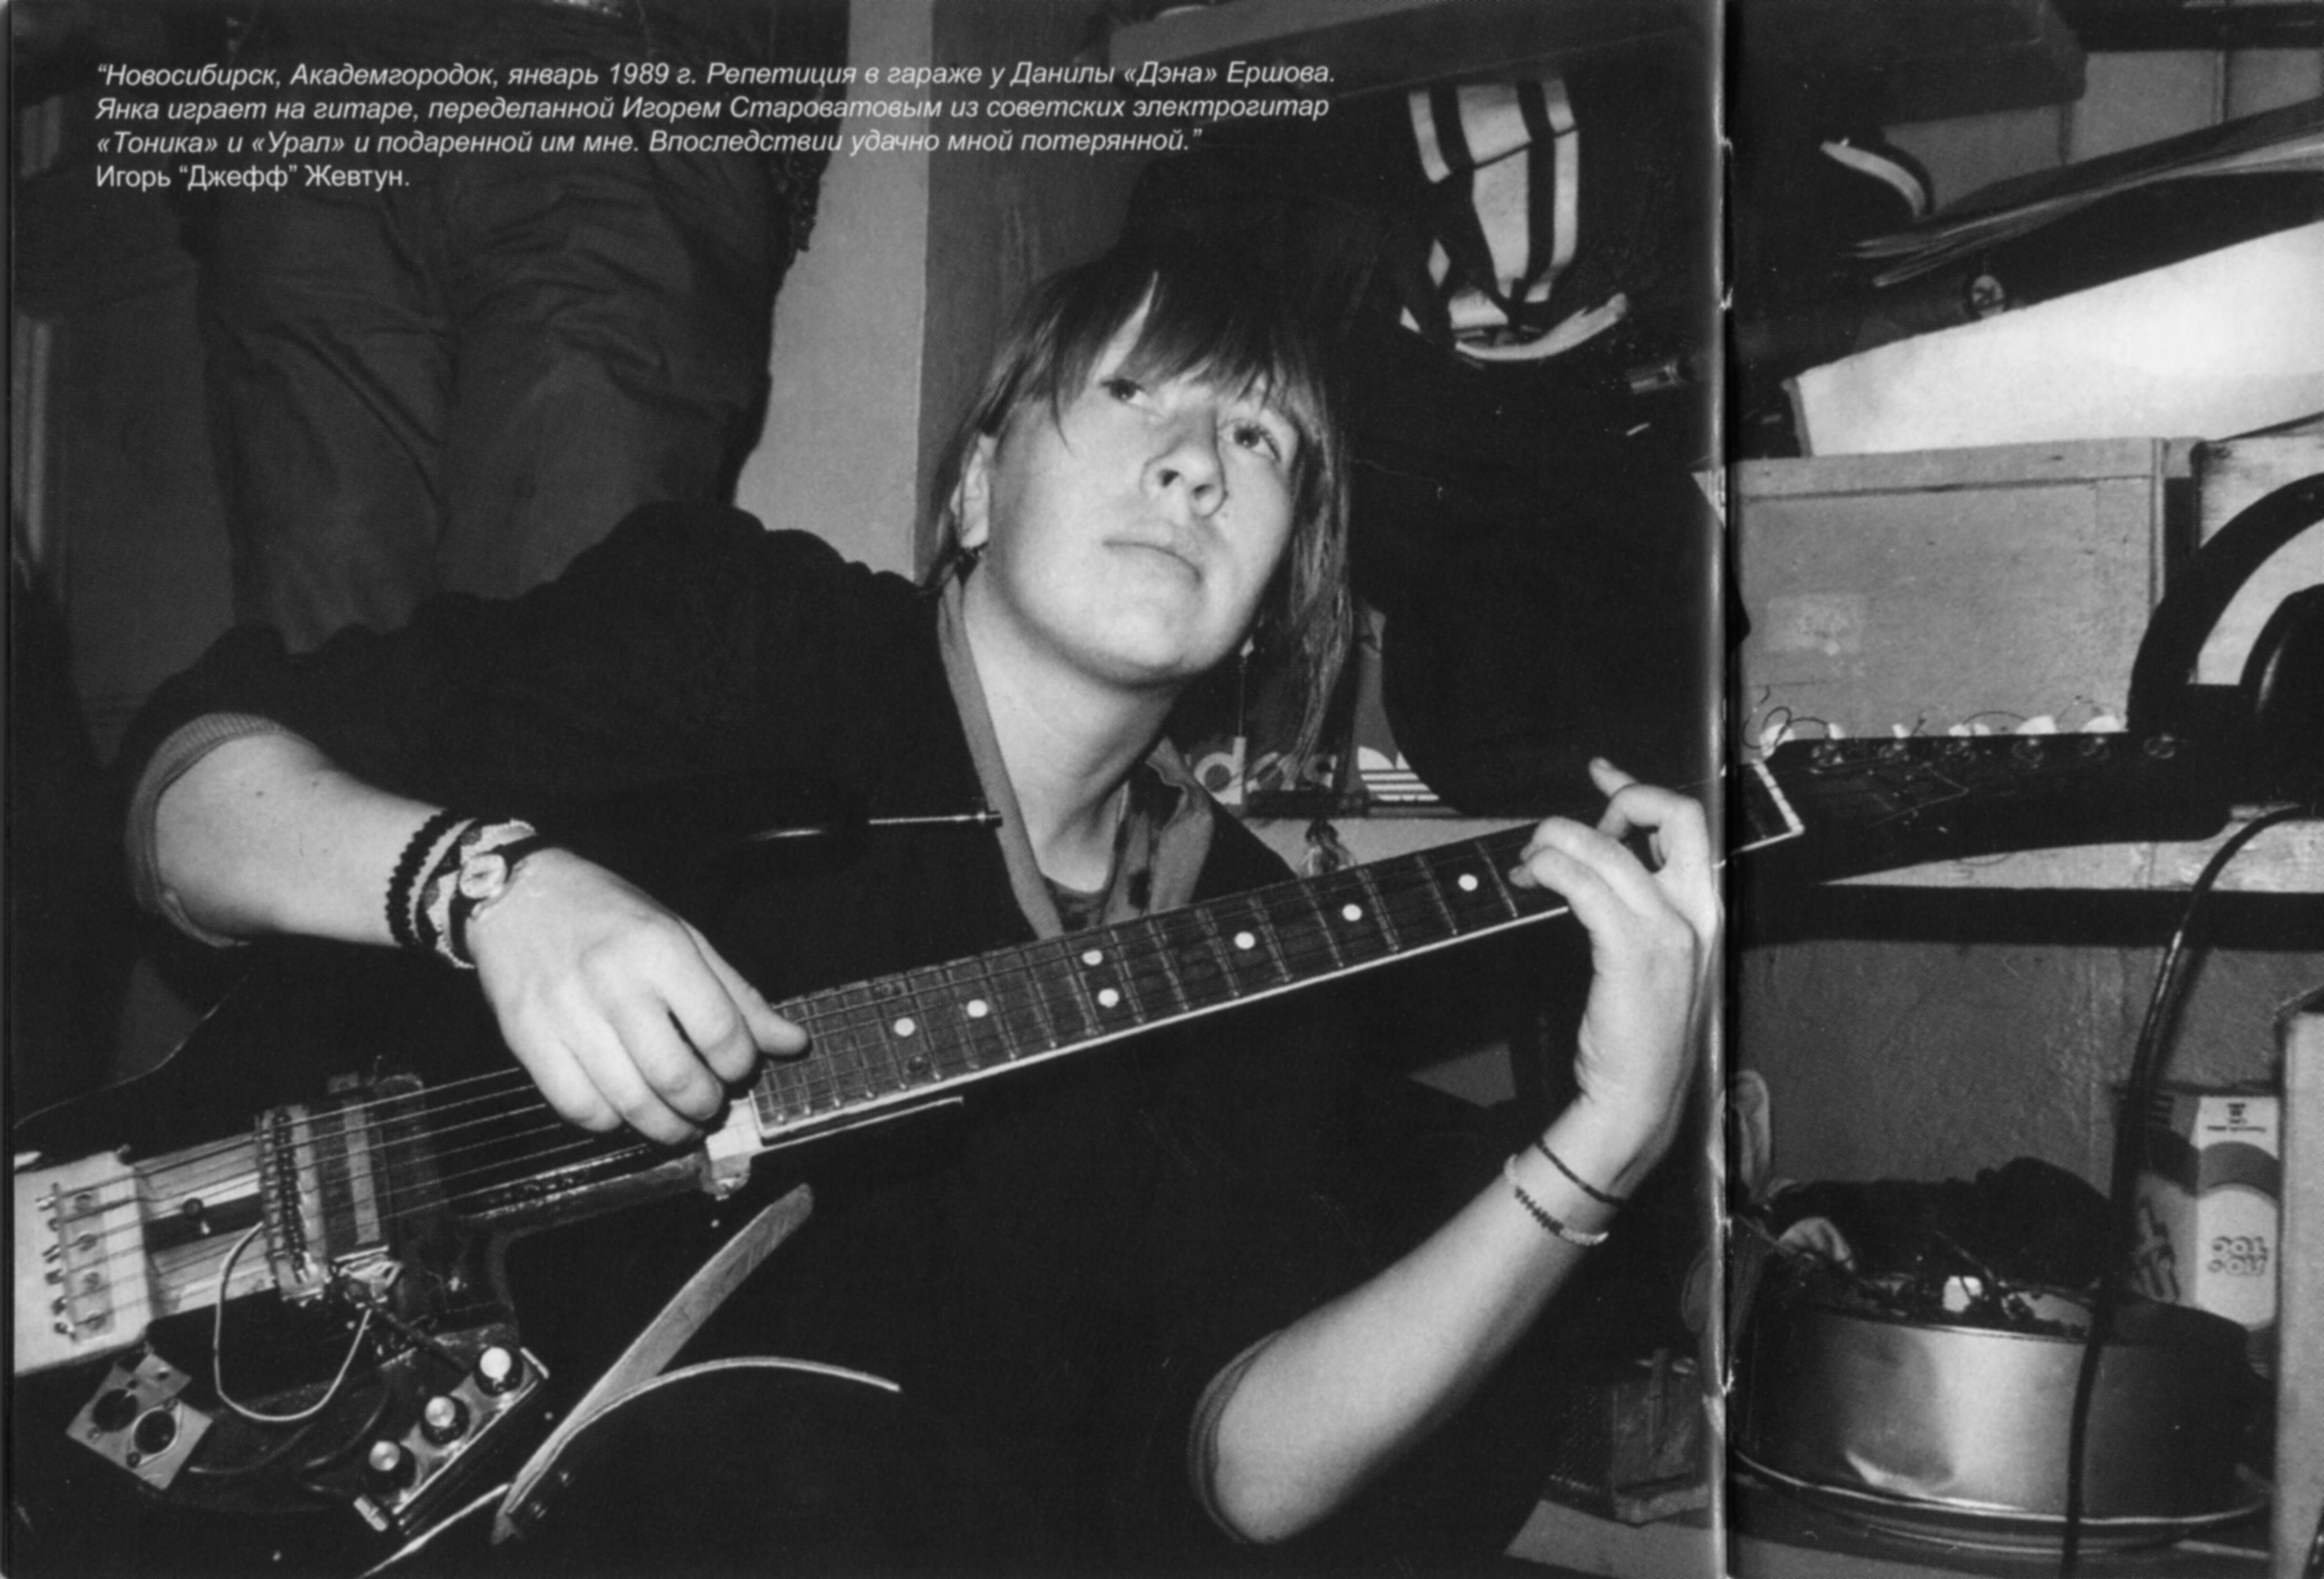 “Новосибирск, Академгородок, январь 1989 г. Репетиция в гараже у Данилы «Дэна» Ершова.
Янка играет на гитаре, переделанной Игорем Староватовым из советских электрогитар
«Тоника» и «Урал» и подаренной им мне. Впоследствии удачно мной потерянной.”
Игорь “Джефф” Жевтун.